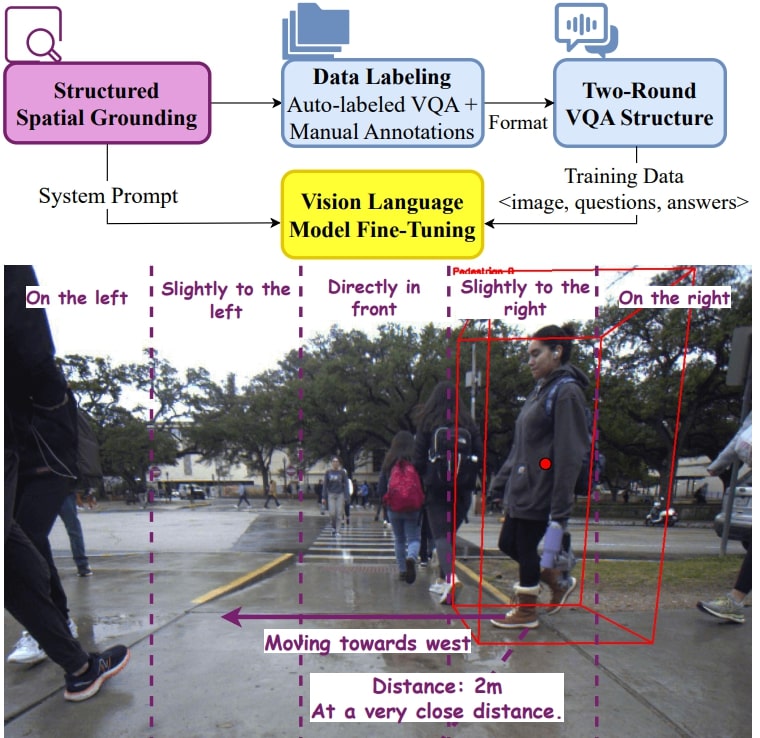 Structured
Spatial Grounding
Data Labeling
Auto-labeled VQA +
Manual Annotations
Format
Two-Round
VQA Structure
System Prompt
Vision Language
Model Fine-Tuning
Training Data
<image, questions, answers>
On the left
Slightly to the
left
Directly in
front
Pedestrian 0
Slightly to the
right
On the right
Moving towards west
Distance: 2m
At a very close distance.